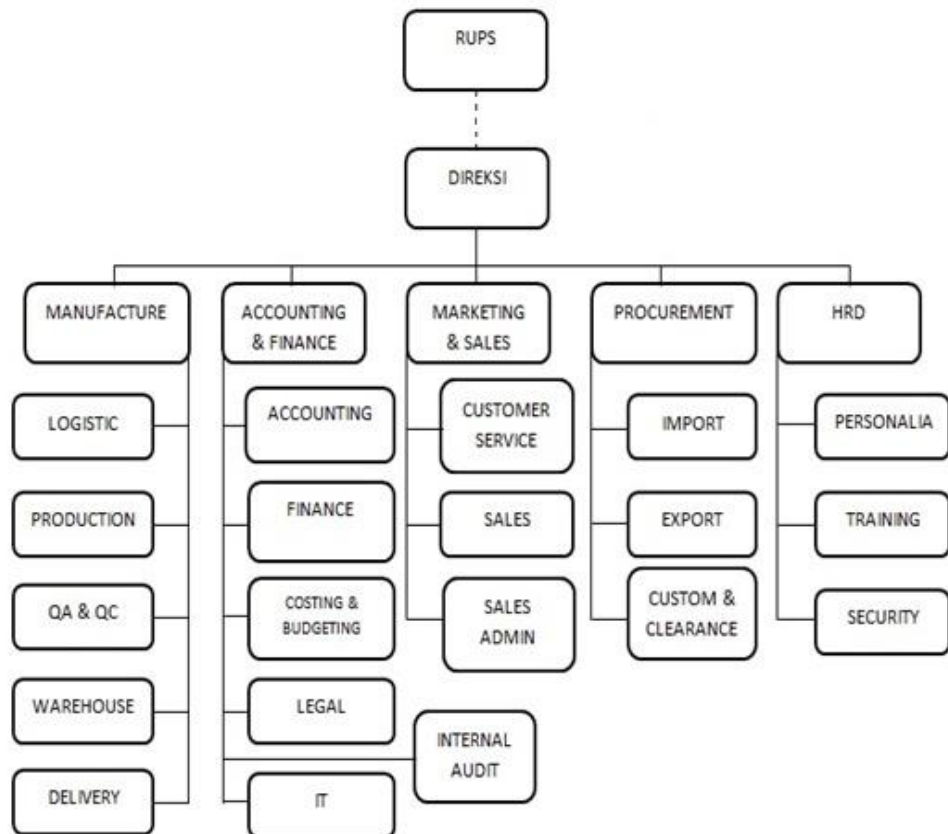 RUPS
DIREKSI
MANUFACTURE
ACCOUNTING
& FINANCE
MARKETING
& SALES
PROCUREMENT
HRD
LOGISTIC
PRODUCTION
QA & QC
WAREHOUSE
DELIVERY
ACCOUNTING
FINANCE
COSTING &
BUDGETING
LEGAL
INTERNAL
AUDIT
IT
CUSTOMER
SERVICE
SALES
SALES
ADMIN
IMPORT
EXPORT
CUSTOM &
CLEARANCE
PERSONALIA
TRAINING
SECURITY